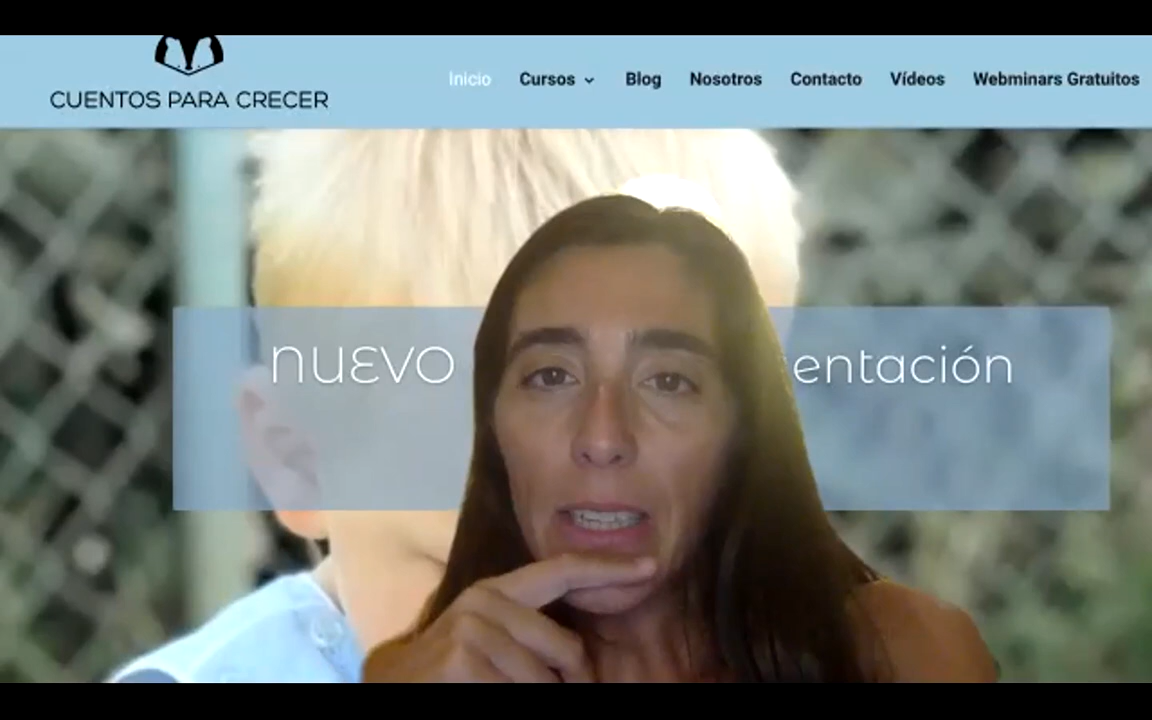 CUENTOS PARA CRECER
Inicio Cursos Blog Nosotros Contacto Vídeos Webminars Gratuitos
nuevo entación